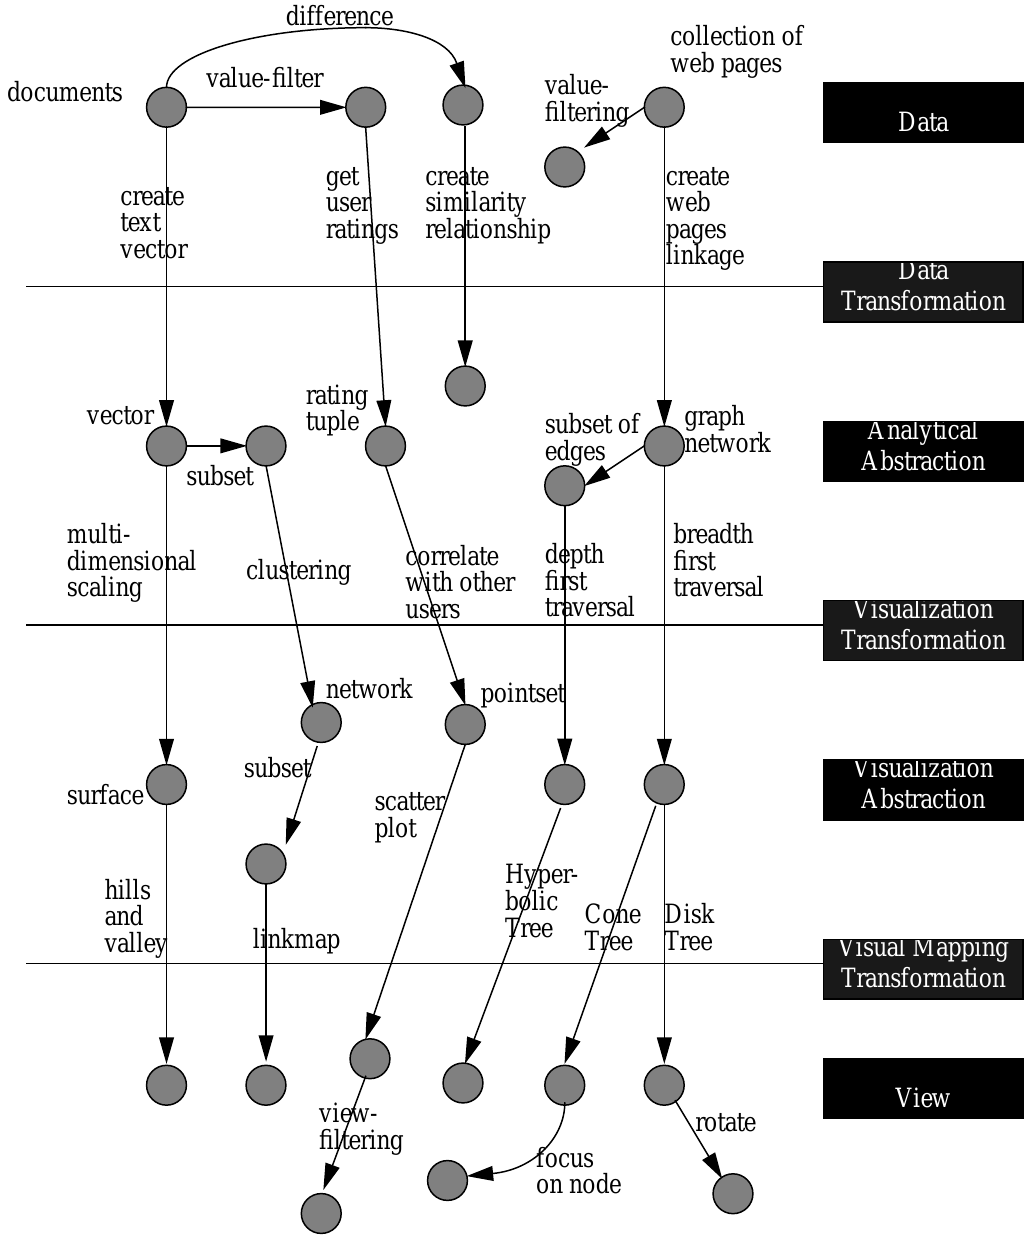 difference
collection of
web pages
value-filter
value-
filtering
documents
Data
create
text
vector
get
user
ratings
create
similarity
relationship
create
web
pages
linkage
Data
Transformation
vector
subset
rating
tuple
subset of
edges
graph
network
Analytical
Abstraction
multi-
dimensional
scaling
clustering
correlate
with other
users
depth
first
traversal
breadth
first
traversal
Visualization
Transformation
network
pointset
subset
surface
scatter
plot
Visualization
Abstraction
hills
and
valley
linkmap
Hyper-
bolic
Tree
Cone
Tree
Disk
Tree
Visual Mapping
Transformation
View
view-
filtering
focus
on node
rotate